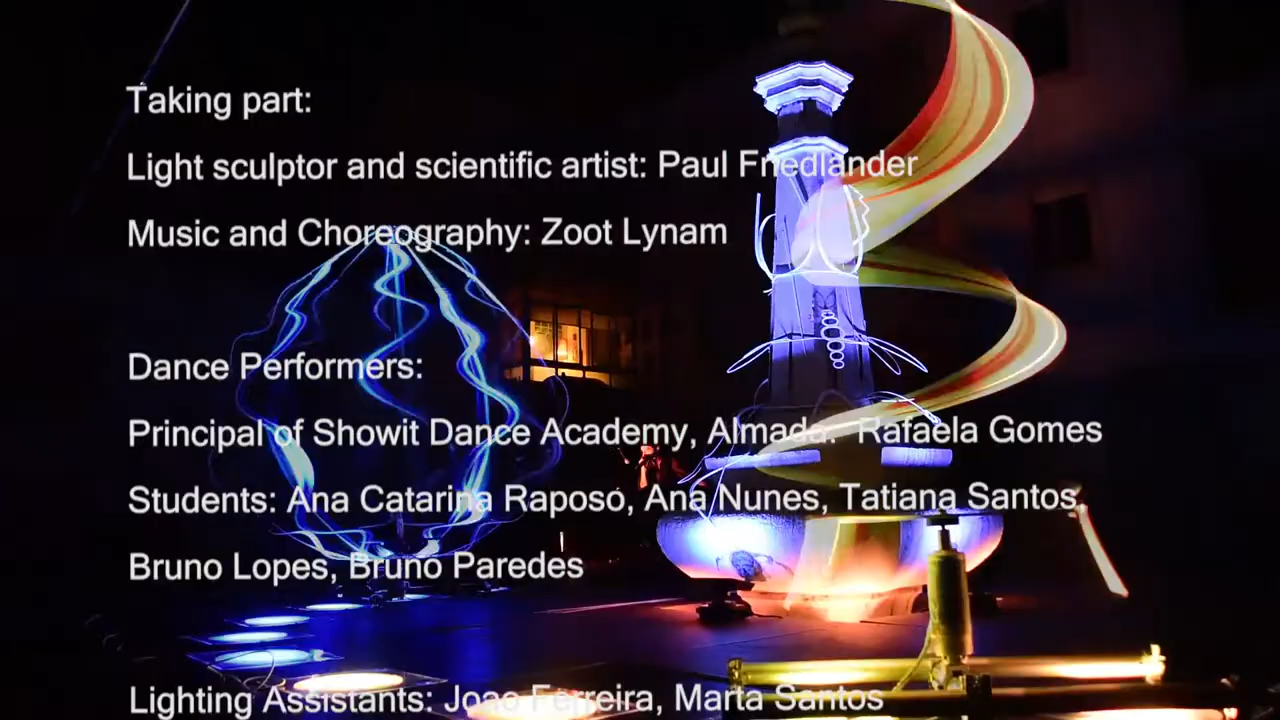 Taking part:
Light sculptor and scientific artist: Paul Friedlander
Music and Choreography: Zoot Lynam
Dance Performers:
Principal of Showit Dance Academy, Almada: Rafaela Gomes
Students: Ana Catarina Raposo, Ana Nunes, Tatiana Santos,
Bruno Lopes, Bruno Paredes
Lighting Assistants: Joao Ferreira, Marta Santos